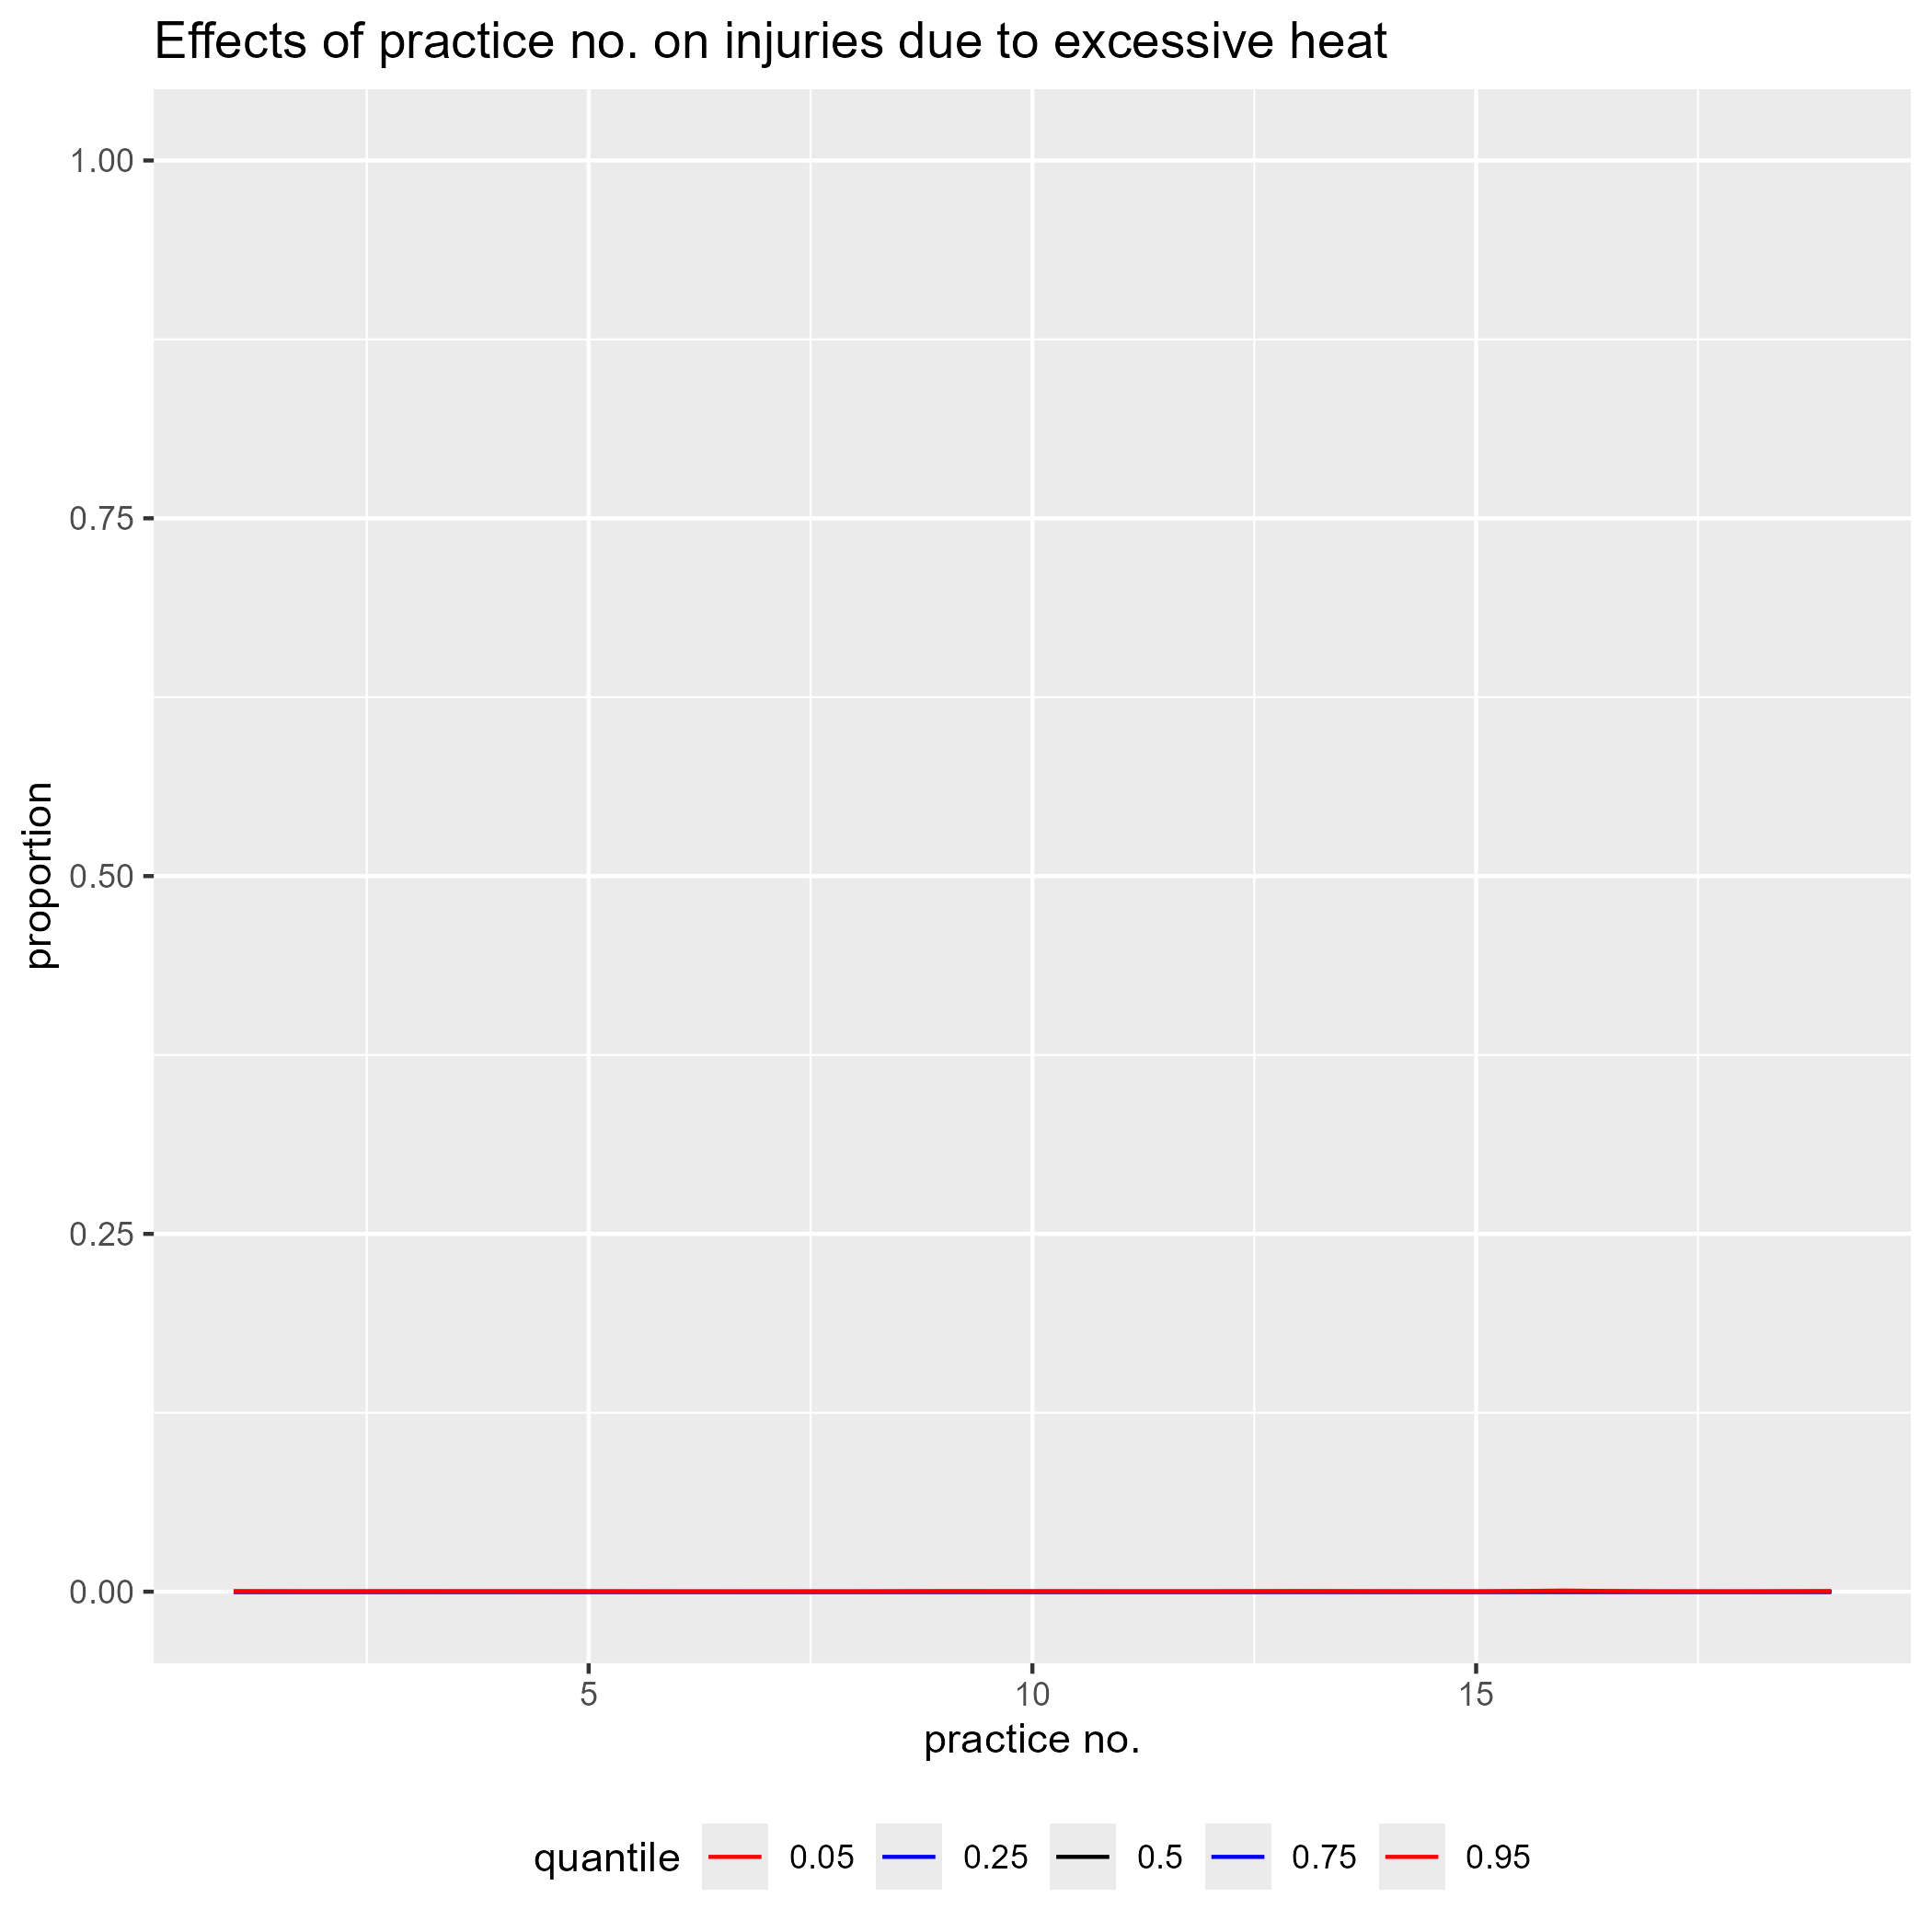 Effects of practice no. on injuries due to excessive heat
proportion
1.00
0.75
0.50
0.25
0.00
5 10 15
practice no.
quantile 0.05 0.25 0.5 0.75 0.95